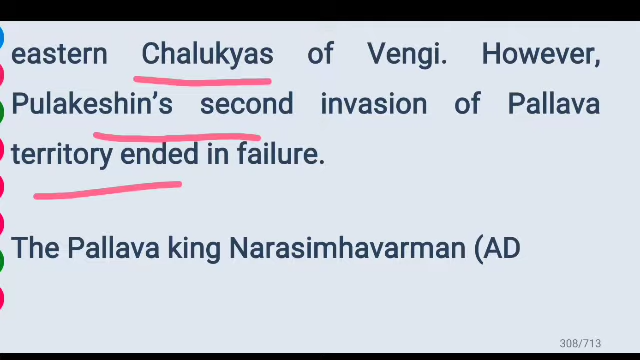 eastern Chalukyas of Vengi. However,
Pulakeshin's second invasion of Pallava
territory ended in failure.
The Pallava king Narasimhavarman (AD
308/713